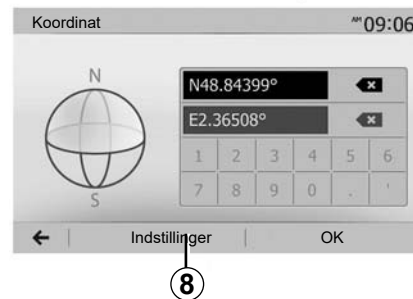 Koordinat
AM 09:06
N
S
N48.84399°
E2.36508°
1 2 3 4 5 6
7 8 9 0 . '
Indstillinger
OK
8